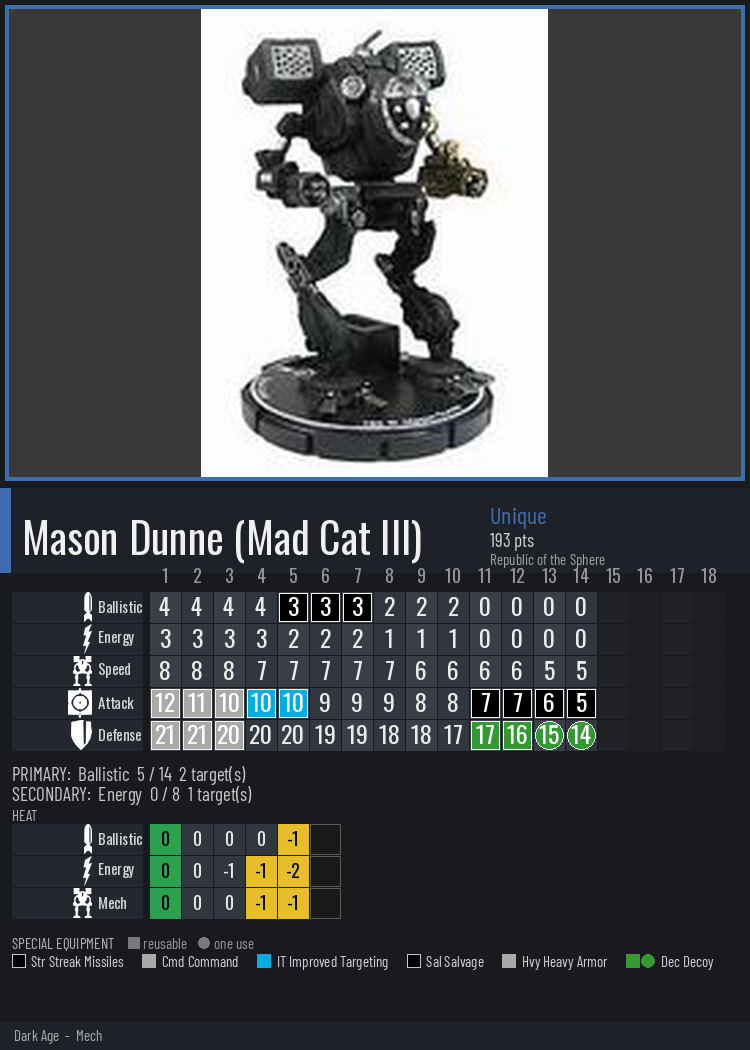 Mason Dunne (Mad Cat III)
Unique
193 pts
Republic of the Sphere
1 2 3 4 5 6 7 8 9 10 11 12 13 14 15 16 17 18
Ballistic 4 4 4 4 3 3 3 2 2 2 0 0 0 0
Energy 3 3 3 3 2 2 2 1 1 1 0 0 0 0
Speed 8 8 8 7 7 7 7 7 6 6 6 6 5 5
Attack 12 11 10 10 10 9 9 9 8 8 7 7 6 5
Defense 21 21 20 20 20 19 19 18 18 17 17 16 15 14
PRIMARY: Ballistic 5 / 14 2 target(s)
SECONDARY: Energy 0 / 8 1 target(s)
HEAT
Ballistic 0 0 0 0 -1
Energy 0 0 -1 -1 -2
Mech 0 0 0 -1 -1
SPECIAL EQUIPMENT reusable one use
Str Streak Missiles Cmd Command IT Improved Targeting Sal Salvage Hvy Heavy Armor Dec Decoy
Dark Age - Mech